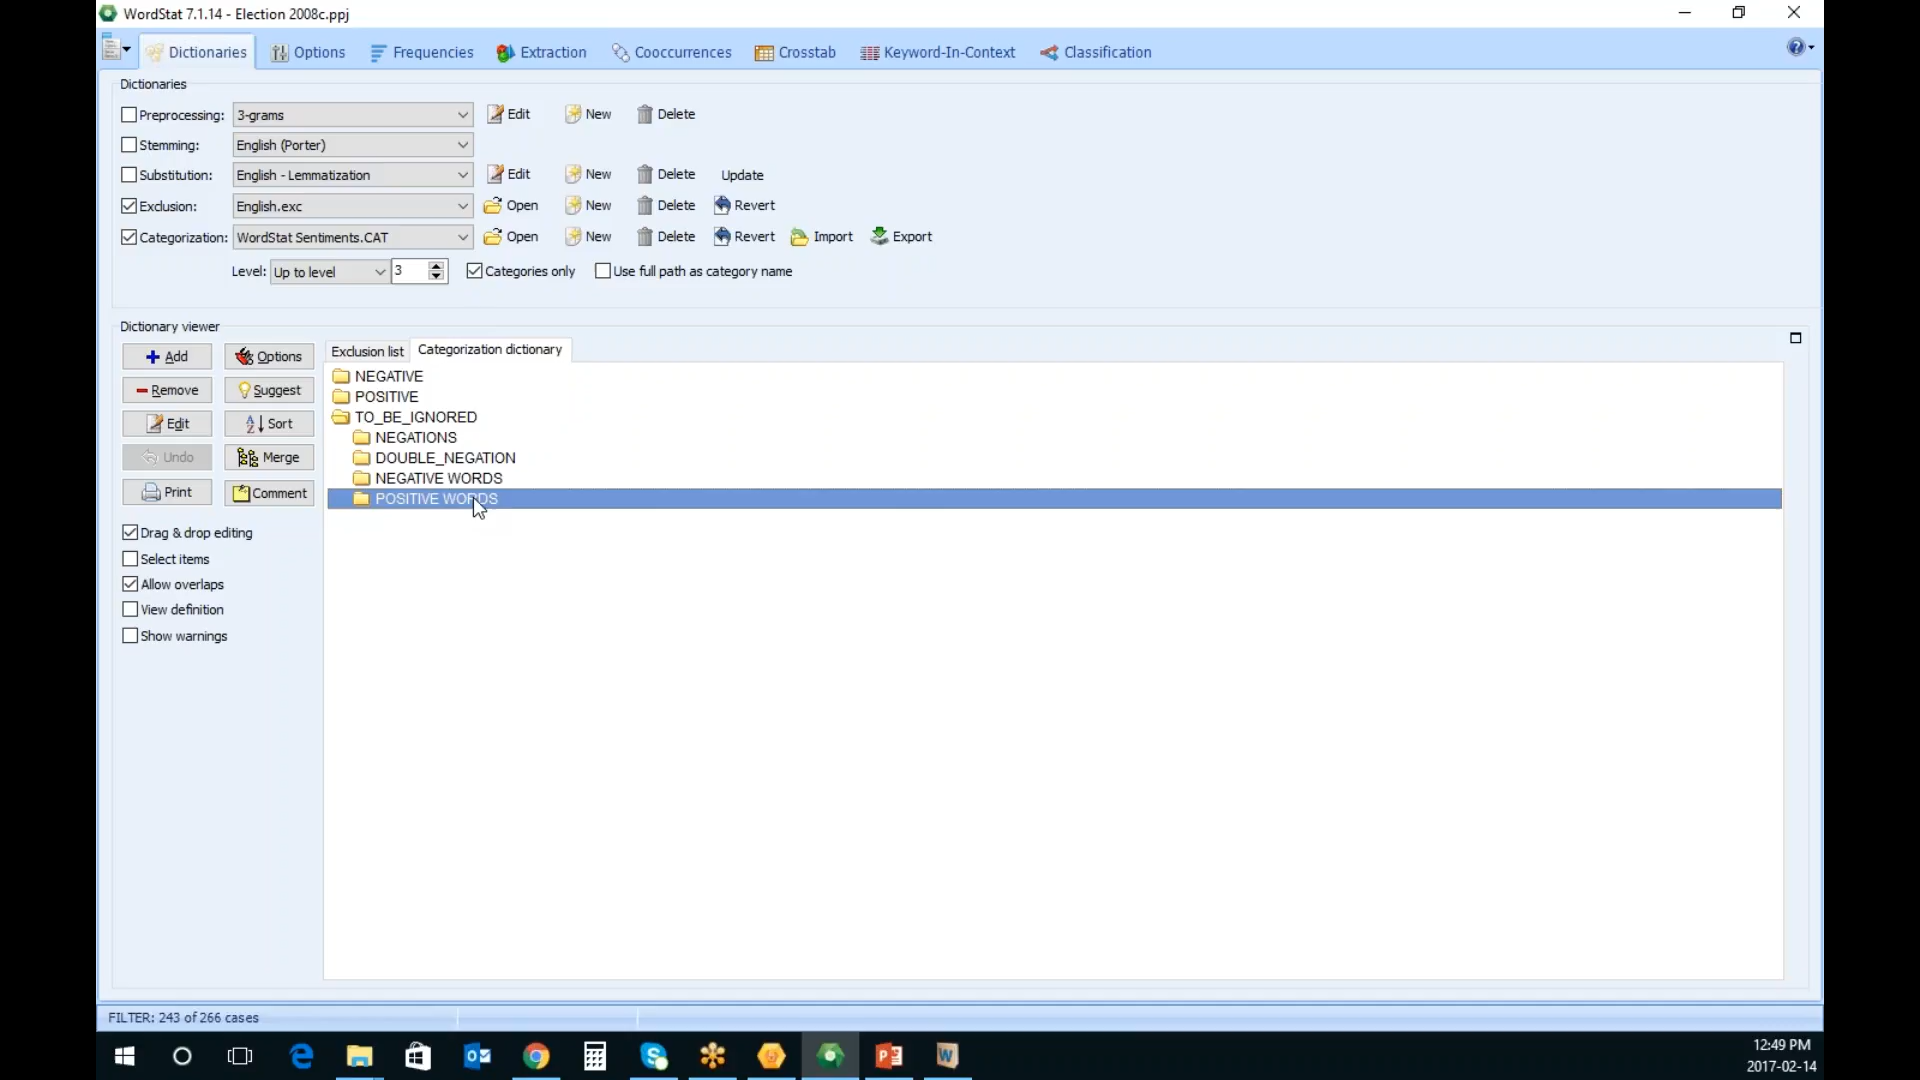 WordStat 7.1.14 - Election 2008c.ppj
Dictionaries Options Frequencies Extraction Cooccurrences Crosstab Keyword-In-Context Classification
Dictionaries
Preprocessing: 3-grams Edit New Delete
Stemming: English (Porter)
Substitution: English - Lemmatization Edit New Delete Update
Exclusion: English.exc Open New Delete Revert
Categorization: WordStat Sentiments.CAT Open New Delete Revert Import Export
Level: Up to level 3 Categories only Use full path as category name
Dictionary viewer
Add Options
Remove Suggest
Edit Sort
Undo Merge
Print Comment
Drag & drop editing
Select items
Allow overlaps
View definition
Show warnings
Exclusion list Categorization dictionary
NEGATIVE
POSITIVE
TO_BE_IGNORED
NEGATIONS
DOUBLE_NEGATION
NEGATIVE WORDS
POSITIVE WORDS
FILTER: 243 of 266 cases
12:49 PM
2017-02-14